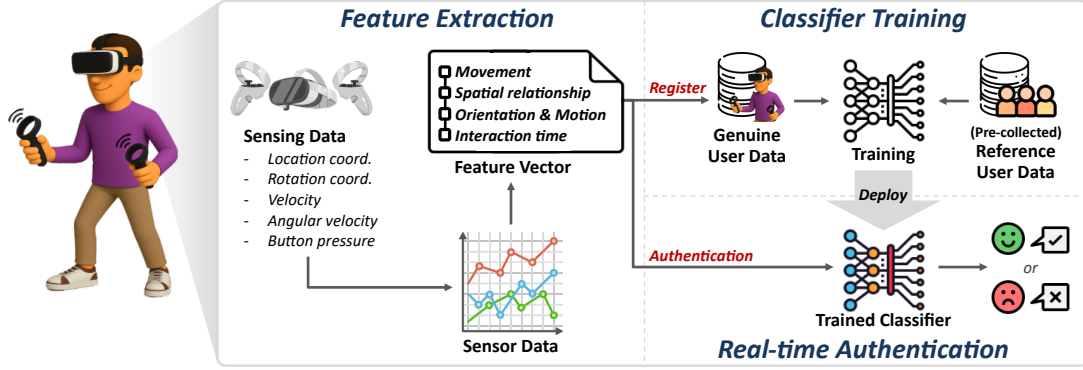 Feature Extraction
Sensing Data
- Location coord.
- Rotation coord.
- Velocity
- Angular velocity
- Button pressure
Movement
Spatial relationship
Orientation & Motion
Interaction time
Feature Vector
Sensor Data
Classifier Training
Register
Genuine
User Data
Training
(Pre-collected)
Reference
User Data
Deploy
Authentication
Trained Classifier
or
Real-time Authentication